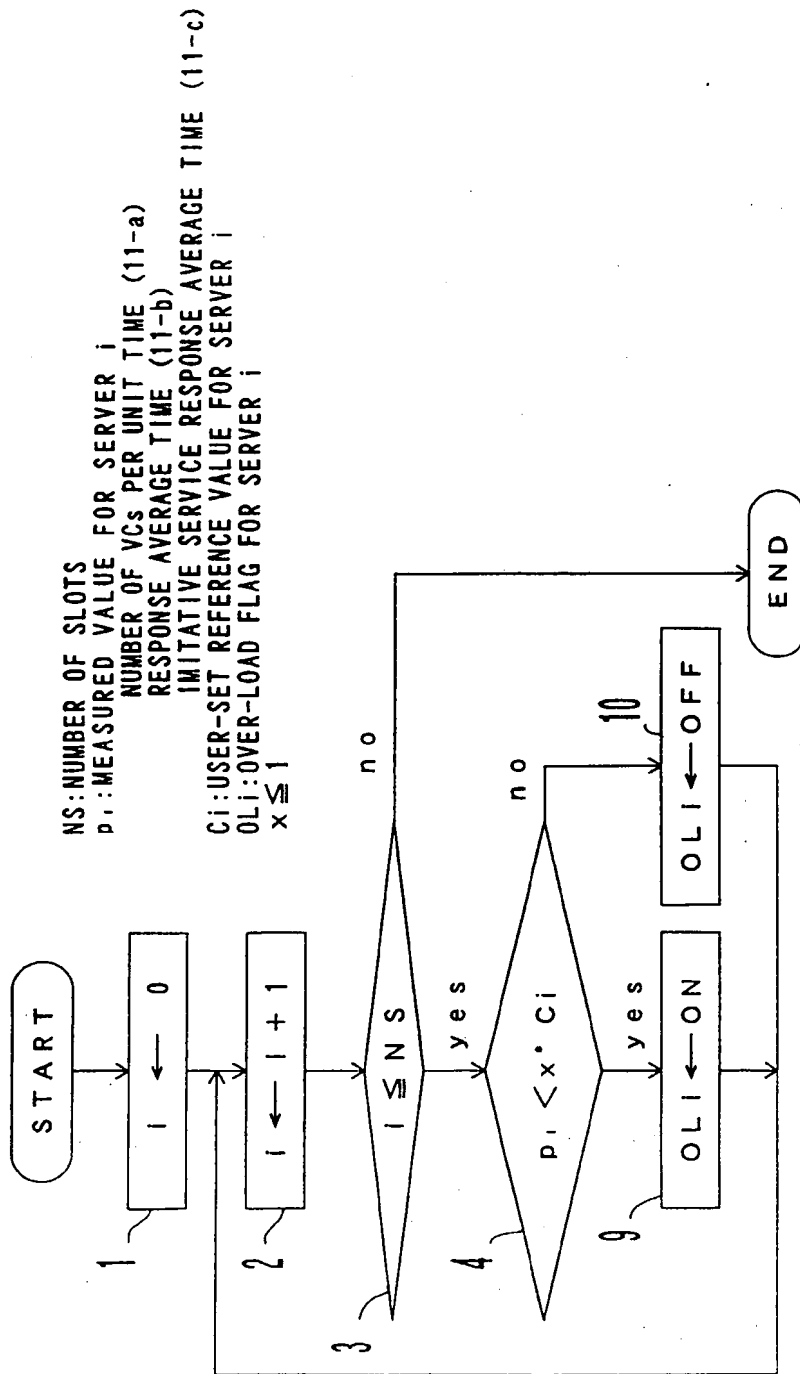 NS:NUMBER OF SLOTS
pi:MEASURED VALUE FOR SERVER i
NUMBER OF VCs PER UNIT TIME (11-a)
RESPONSE AVERAGE TIME (11-b)
IMITATIVE SERVICE RESPONSE AVERAGE TIME (11-c)
Ci:USER-SET REFERENCE VALUE FOR SERVER i
OLi:OVER-LOAD FLAG FOR SERVER i
x ≦ 1
START
1
i ← 0
2
i ← i + 1
3
i ≦ NS
no
yes
4
pi < x* Ci
no
yes
9
OLi ← ON
10
OLi ← OFF
END